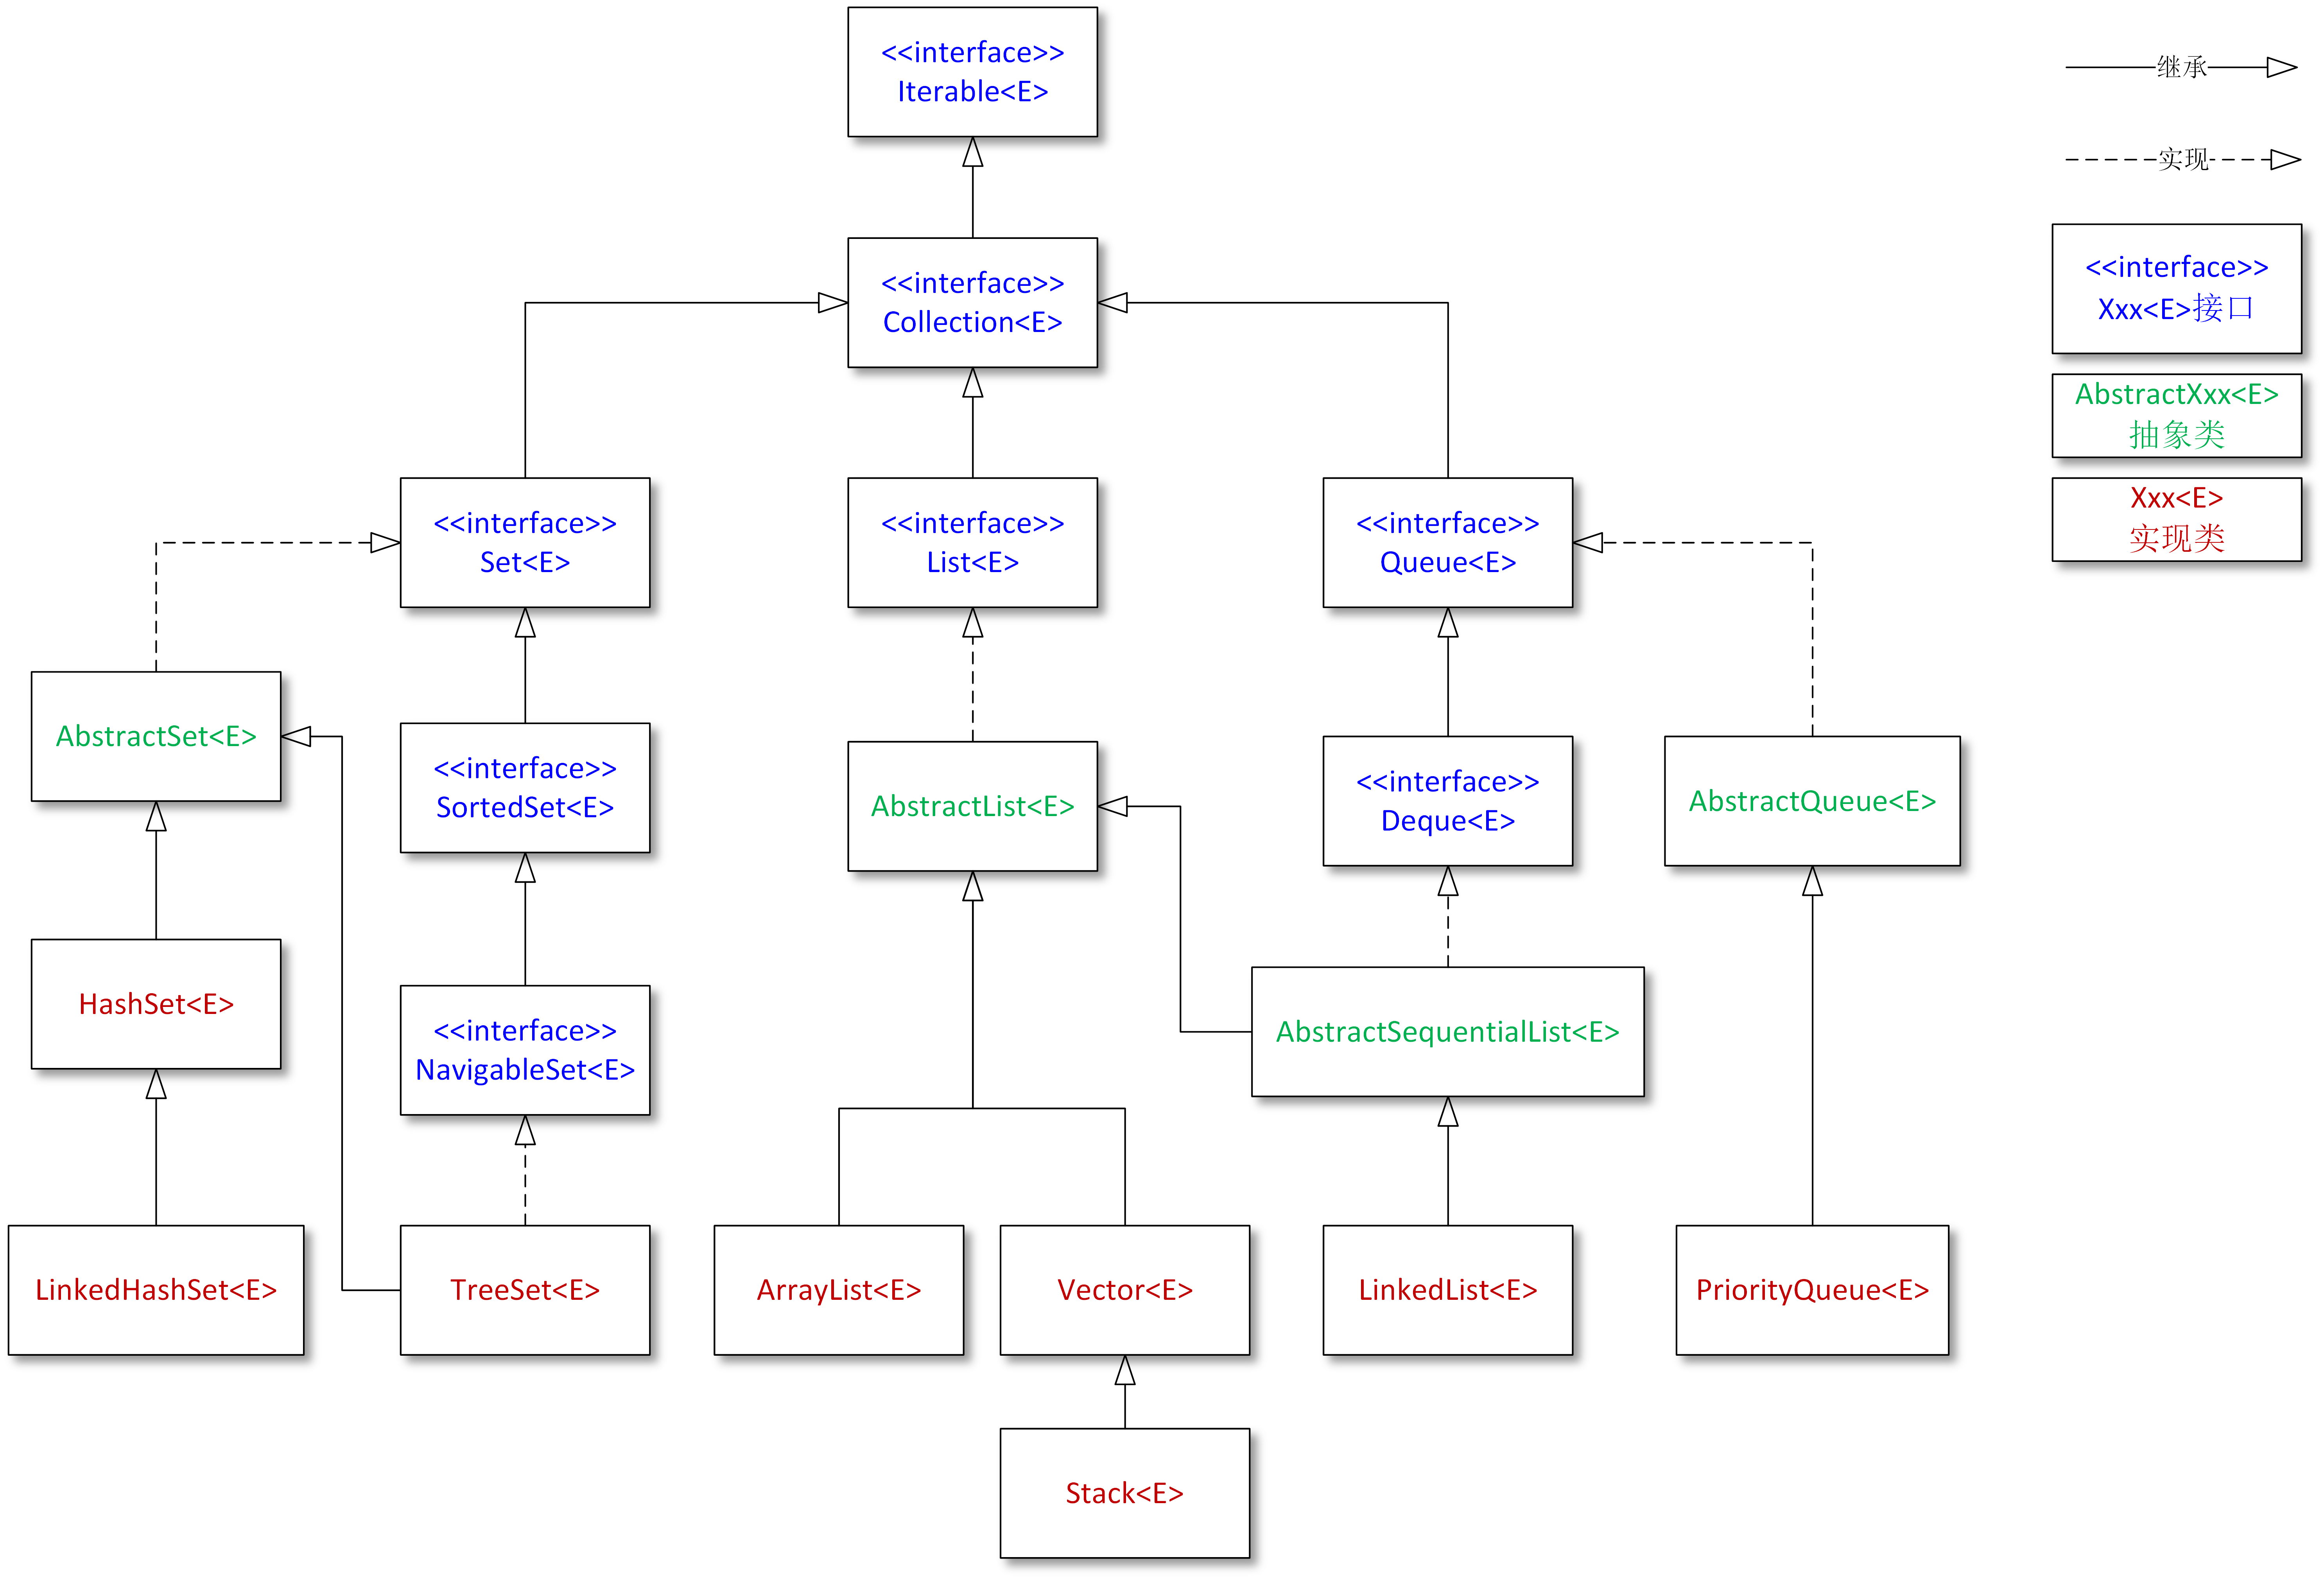 <<interface>>
Iterable<E>
继承
实现
<<interface>>
Collection<E>
<<interface>>
Xxx<E>接口
AbstractXxx<E>
抽象类
Xxx<E>
实现类
<<interface>>
Set<E>
<<interface>>
List<E>
<<interface>>
Queue<E>
AbstractSet<E>
<<interface>>
SortedSet<E>
AbstractList<E>
<<interface>>
Deque<E>
AbstractQueue<E>
HashSet<E>
<<interface>>
NavigableSet<E>
AbstractSequentialList<E>
LinkedHashSet<E>
TreeSet<E>
ArrayList<E>
Vector<E>
LinkedList<E>
PriorityQueue<E>
Stack<E>